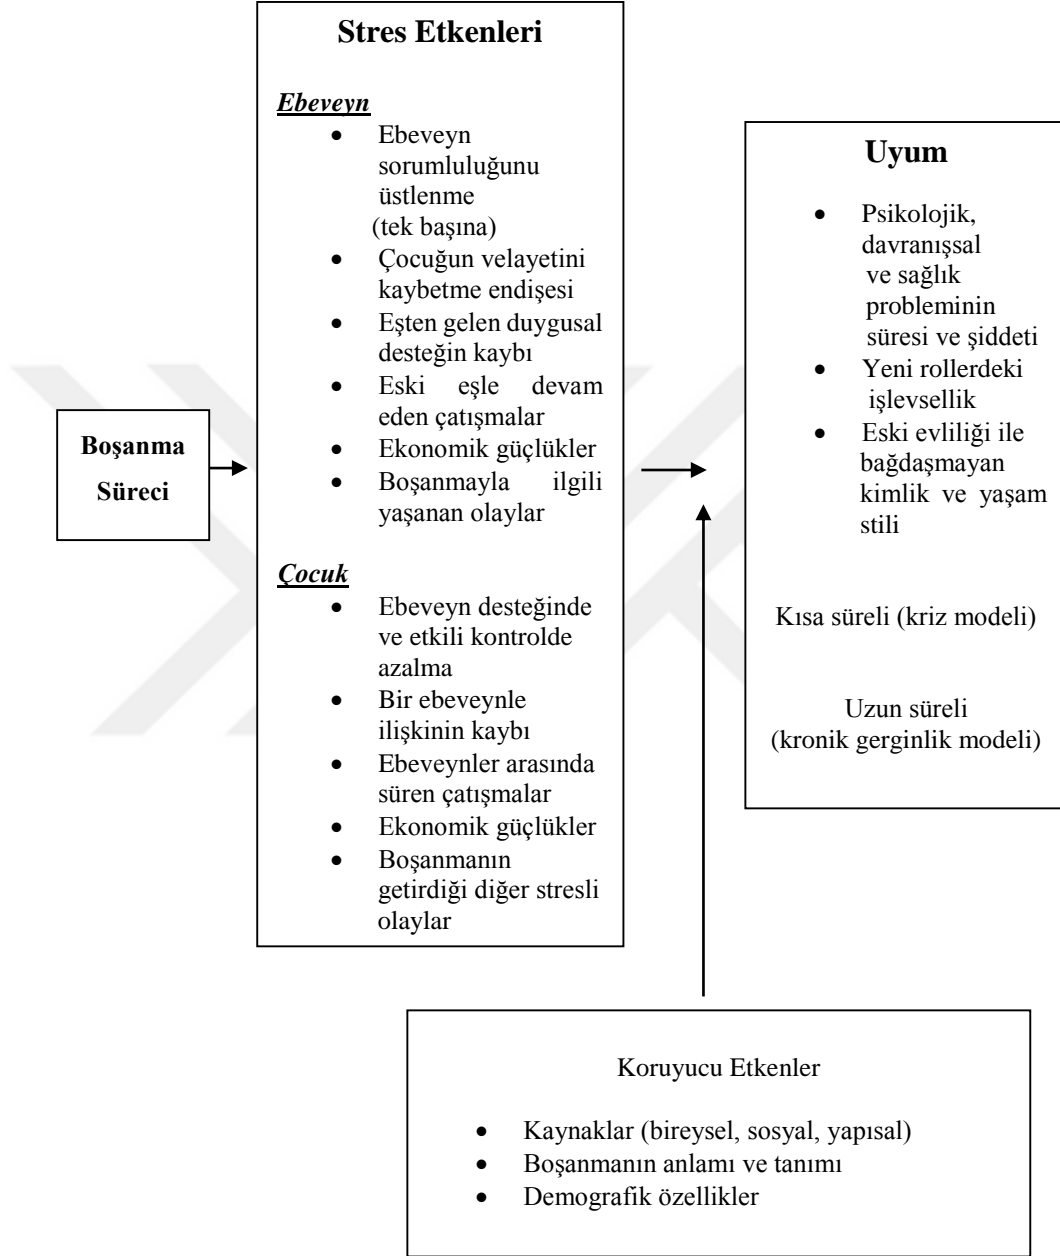 Boşanma
Süreci
Stres Etkenleri
Ebeveyn
• Ebeveyn
sorumluluğunu
üstlenme
(tek başına)
• Çocuğun velayetini
kaybetme endişesi
• Eşten gelen duygusal
desteğin kaybı
• Eski eşle devam
eden çatışmalar
• Ekonomik güçlükler
• Boşanmayla ilgili
yaşanan olaylar
Çocuk
• Ebeveyn desteğinde
ve etkili kontrolde
azalma
• Bir ebeveynle
ilişkinin kaybı
• Ebeveynler arasında
süren çatışmalar
• Ekonomik güçlükler
• Boşanmanın
getirdiği diğer stresli
olaylar
Uyum
• Psikolojik,
davranışsal
ve sağlık
probleminin
süresi ve şiddeti
• Yeni rollerdeki
işlevsellik
• Eski evliliği ile
bağdaşmayan
kimlik ve yaşam
stili
Kısa süreli (kriz modeli)
Uzun süreli
(kronik gerginlik modeli)
Koruyucu Etkenler
• Kaynaklar (bireysel, sosyal, yapısal)
• Boşanmanın anlamı ve tanımı
• Demografik özellikler